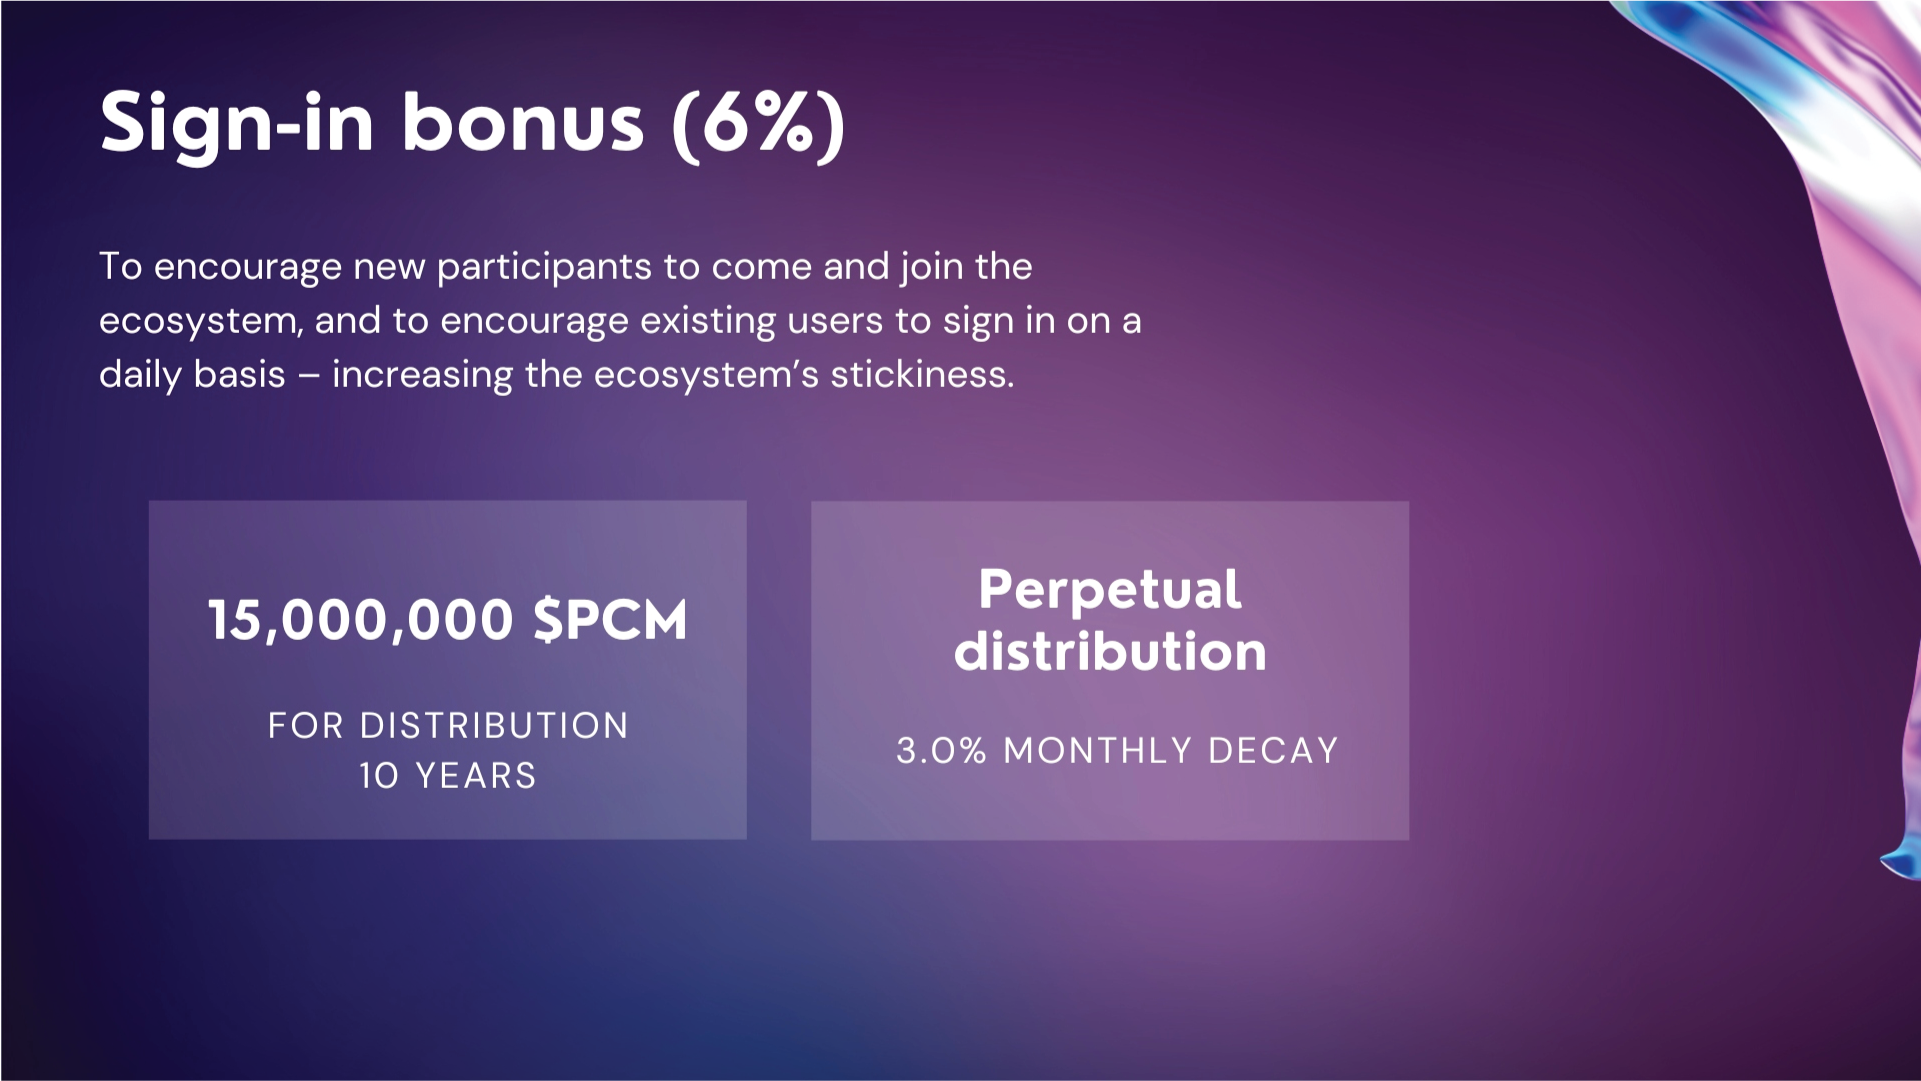 Sign-in bonus (6%)
To encourage new participants to come and join the
ecosystem, and to encourage existing users to sign in on a
daily basis – increasing the ecosystem’s stickiness.
15,000,000 $PCM
FOR DISTRIBUTION
10 YEARS
Perpetual
distribution
3.0% MONTHLY DECAY